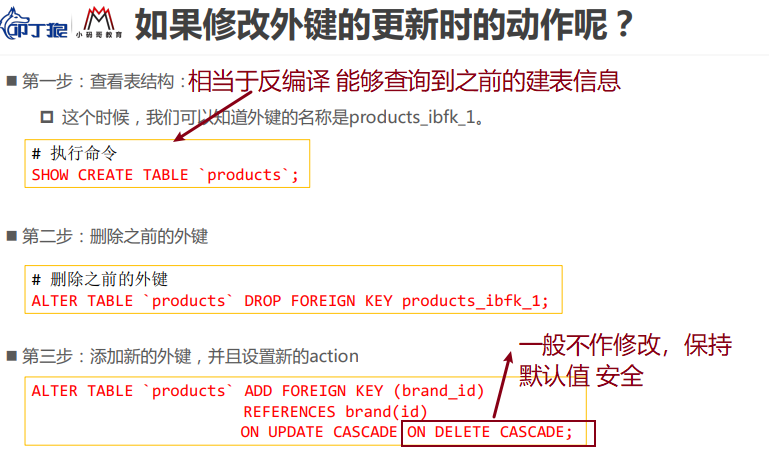 叩丁狼
小码哥教育
如果修改外键的更新时的动作呢？
第一步：查看表结构：相当于反编译 能够查询到之前的建表信息
这个时候，我们可以知道外键的名称是products_ibfk_1。
# 执行命令
SHOW CREATE TABLE `products`;
第二步：删除之前的外键
# 删除之前的外键
ALTER TABLE `products` DROP FOREIGN KEY products_ibfk_1;
第三步：添加新的外键，并且设置新的action
一般不作修改，保持
默认值 安全
ALTER TABLE `products` ADD FOREIGN KEY (brand_id)
REFERENCES brand(id)
ON UPDATE CASCADE ON DELETE CASCADE;